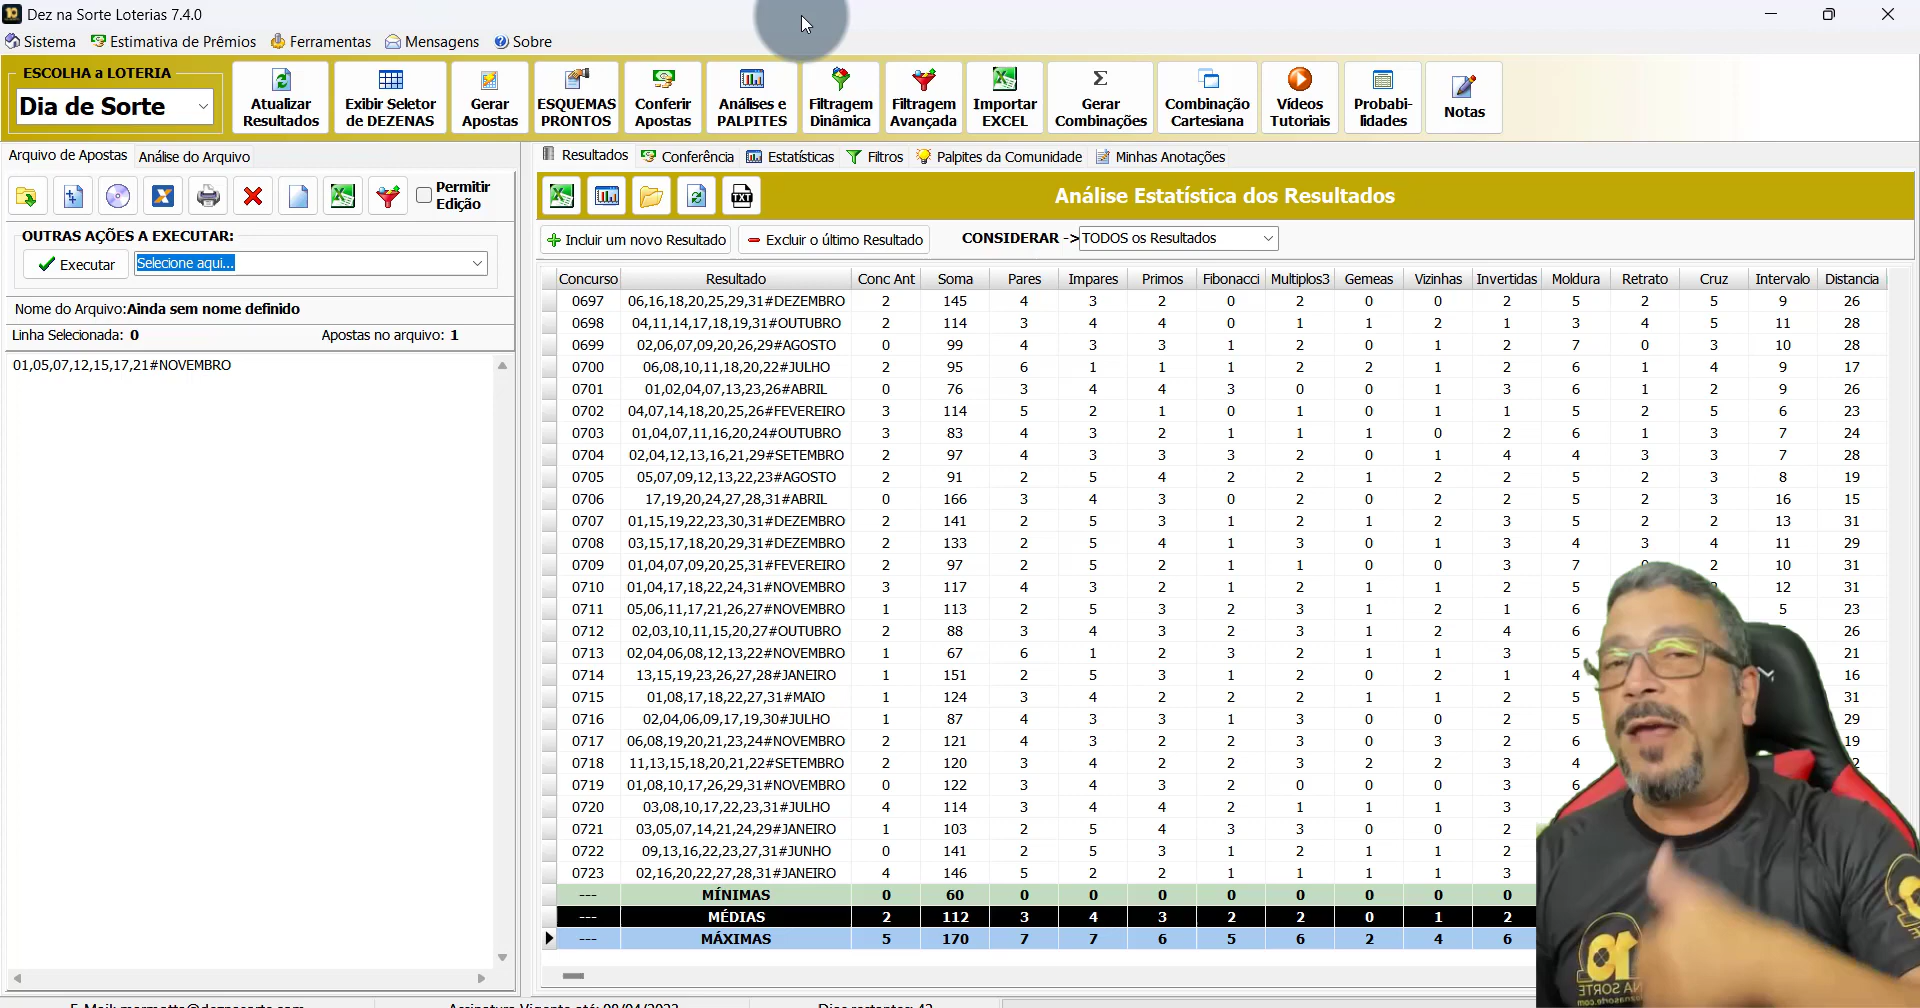 Dez na Sorte Loterias 7.4.0
Sistema Estimativa de Prêmios Ferramentas Mensagens Sobre
ESCOLHA a LOTERIA
Dia de Sorte
Atualizar Resultados
Exibir Seletor de DEZENAS
Gerar Apostas
ESQUEMAS PRONTOS
Conferir Apostas
Análises e PALPITES
Filtragem Dinâmica
Filtragem Avançada
Importar EXCEL
Gerar Combinações
Combinação Cartesiana
Vídeos Tutoriais
Probabi-lidades
Notas
Arquivo de Apostas Análise do Arquivo
Permitir Edição
OUTRAS AÇÕES A EXECUTAR:
Executar Selecione aqui...
Nome do Arquivo:Ainda sem nome definido
Linha Selecionada: 0 Apostas no arquivo: 1
01,05,07,12,15,17,21#NOVEMBRO
Resultados Conferência Estatísticas Filtros Palpites da Comunidade Minhas Anotações
TXT
Análise Estatística dos Resultados
Incluir um novo Resultado Excluir o último Resultado CONSIDERAR -> TODOS os Resultados
Concurso Resultado Conc Ant Soma Pares Impares Primos Fibonacci Multiplos3 Gemeas Vizinhas Invertidas Moldura Retrato Cruz Intervalo Distancia
0697 06,16,18,20,25,29,31#DEZEMBRO 2 145 4 3 2 0 2 0 0 2 5 2 5 9 26
0698 04,11,14,17,18,19,31#OUTUBRO 2 114 3 4 4 0 1 1 2 1 3 4 5 11 28
0699 02,06,07,09,20,26,29#AGOSTO 0 99 4 3 3 1 2 0 1 2 7 0 3 10 28
0700 06,08,10,11,18,20,22#JULHO 2 95 6 1 1 1 2 2 1 2 6 1 4 9 17
0701 01,02,04,07,13,23,26#ABRIL 0 76 3 4 4 3 0 0 1 3 6 1 2 9 26
0702 04,07,14,18,20,25,26#FEVEREIRO 3 114 5 2 1 0 1 0 1 1 5 2 5 6 23
0703 01,04,07,11,16,20,24#OUTUBRO 3 83 4 3 2 1 1 1 0 2 6 1 3 7 24
0704 02,04,12,13,16,21,29#SETEMBRO 2 97 4 3 3 3 2 0 1 4 4 3 3 7 28
0705 05,07,09,12,13,22,23#AGOSTO 2 91 2 5 4 2 2 1 2 2 5 2 3 8 19
0706 17,19,20,24,27,28,31#ABRIL 0 166 3 4 3 0 2 0 2 2 5 2 3 16 15
0707 01,15,19,22,23,30,31#DEZEMBRO 2 141 2 5 3 1 2 1 2 3 5 2 2 13 31
0708 03,15,17,18,20,29,31#DEZEMBRO 2 133 2 5 4 1 3 0 1 3 4 3 4 11 29
0709 01,04,07,09,20,25,31#FEVEREIRO 2 97 2 5 2 1 1 0 0 3 7 2 10 31
0710 01,04,17,18,22,24,31#NOVEMBRO 3 117 4 3 2 1 2 1 1 2 5 12 31
0711 05,06,11,17,21,26,27#NOVEMBRO 1 113 2 5 3 2 3 1 2 1 6 5 23
0712 02,03,10,11,15,20,27#OUTUBRO 2 88 3 4 3 2 3 1 2 4 6 26
0713 02,04,06,08,12,13,22#NOVEMBRO 1 67 6 1 2 3 2 1 1 3 5 21
0714 13,15,19,23,26,27,28#JANEIRO 1 151 2 5 3 1 2 0 2 1 4 16
0715 01,08,17,18,22,27,31#MAIO 1 124 3 4 2 2 2 1 1 2 5 31
0716 02,04,06,09,17,19,30#JULHO 1 87 4 3 3 1 3 0 0 2 5 29
0717 06,08,19,20,21,23,24#NOVEMBRO 2 121 4 3 2 2 3 0 3 2 6 19
0718 11,13,15,18,20,21,22#SETEMBRO 2 120 3 4 2 2 3 2 2 3 4
0719 01,08,10,17,26,29,31#NOVEMBRO 0 122 3 4 3 2 0 0 0 3 6
0720 03,08,10,17,22,23,31#JULHO 4 114 3 4 4 2 1 1 1 3
0721 03,05,07,14,21,24,29#JANEIRO 1 103 2 5 4 3 3 0 0 2
0722 09,13,16,22,23,27,31#JUNHO 0 141 2 5 3 1 2 1 1 2
0723 02,16,20,22,27,28,31#JANEIRO 4 146 5 2 2 1 1 1 1 3
--- MÍNIMAS 0 60 0 0 0 0 0 0 0 0
--- MÉDIAS 2 112 3 4 3 2 2 0 1 2
--- MÁXIMAS 5 170 7 7 6 5 6 2 4 6